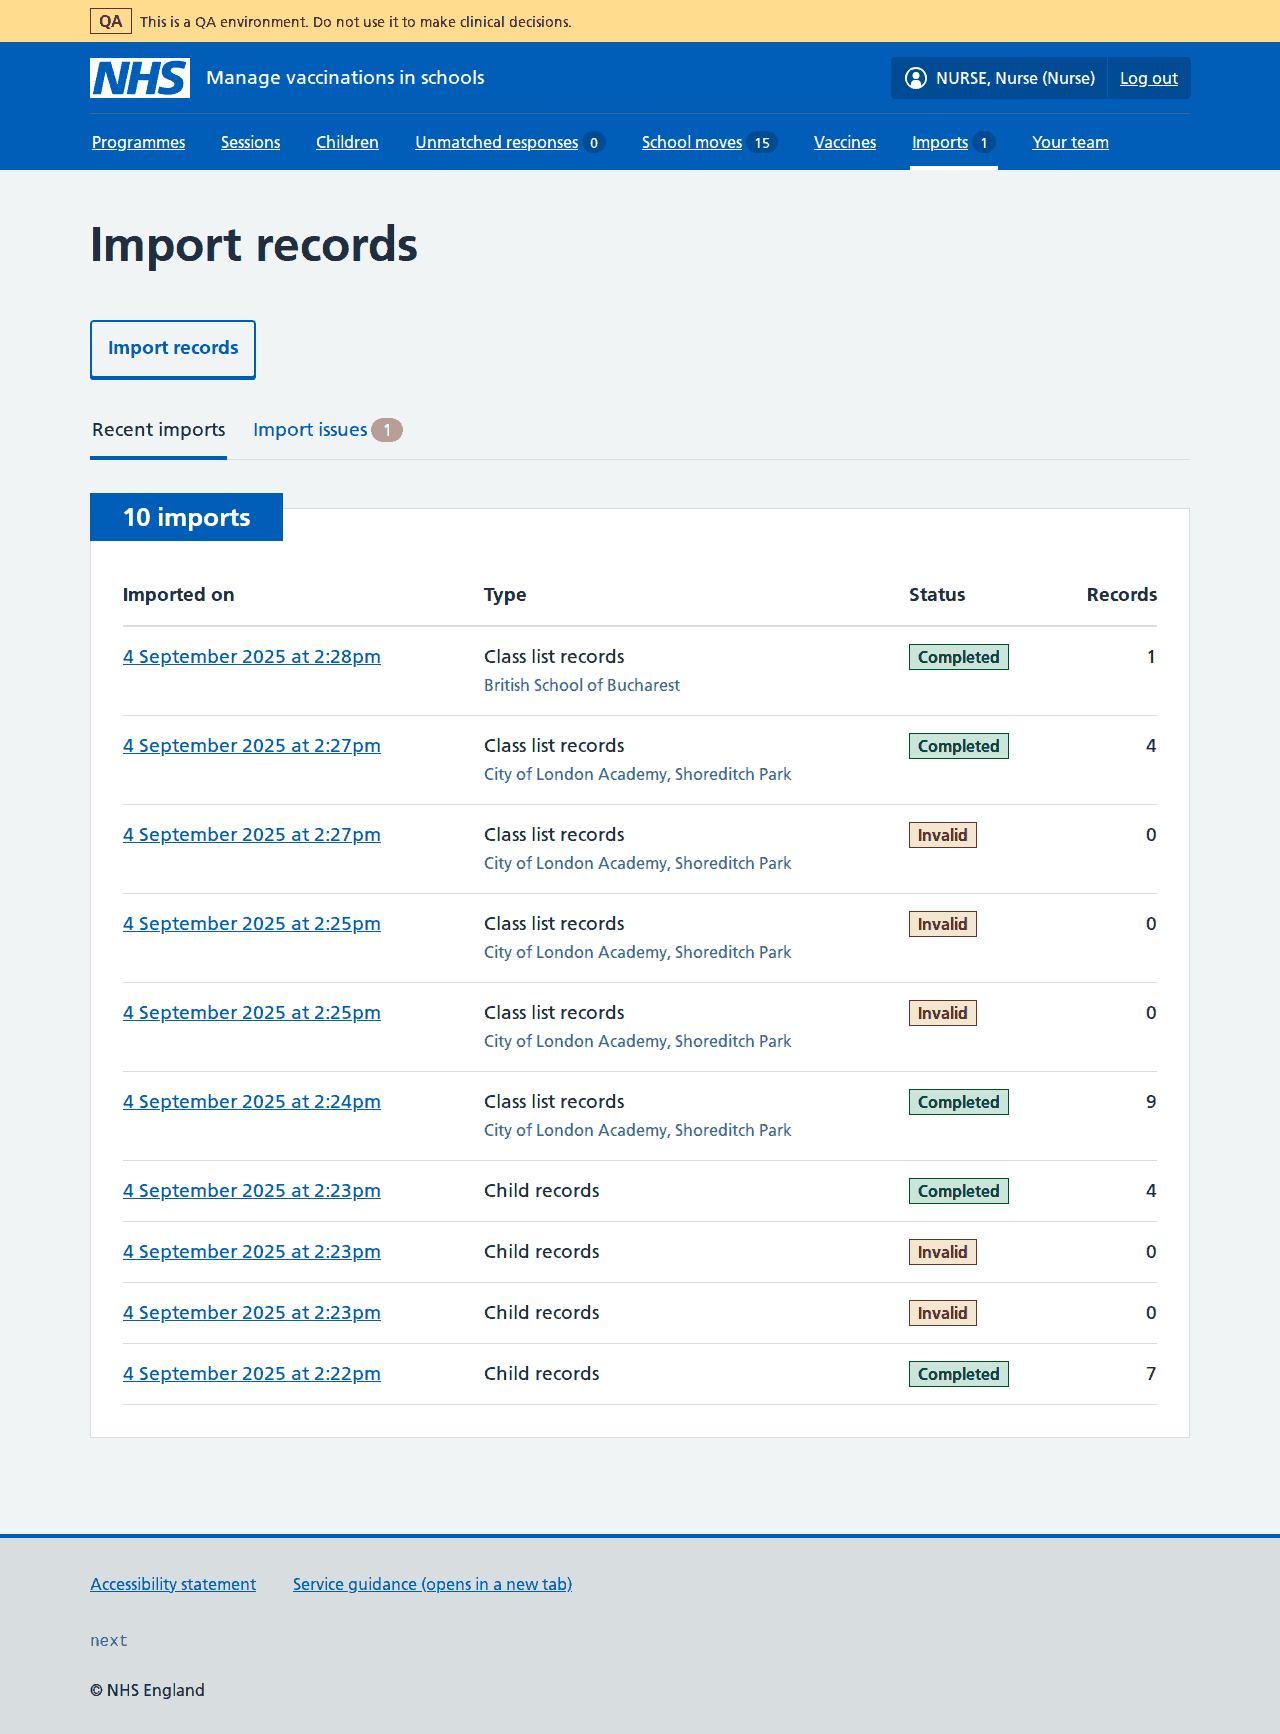 QA This is a QA environment. Do not use it to make clinical decisions.
NHS Manage vaccinations in schools NURSE, Nurse (Nurse) Log out
Programmes Sessions Children Unmatched responses 0 School moves 15 Vaccines Imports 1 Your team
Import records
Import records
Recent imports Import issues 1
10 imports
Imported on Type Status Records
4 September 2025 at 2:28pm Class list records Completed 1
British School of Bucharest
4 September 2025 at 2:27pm Class list records Completed 4
City of London Academy, Shoreditch Park
4 September 2025 at 2:27pm Class list records Invalid 0
City of London Academy, Shoreditch Park
4 September 2025 at 2:25pm Class list records Invalid 0
City of London Academy, Shoreditch Park
4 September 2025 at 2:25pm Class list records Invalid 0
City of London Academy, Shoreditch Park
4 September 2025 at 2:24pm Class list records Completed 9
City of London Academy, Shoreditch Park
4 September 2025 at 2:23pm Child records Completed 4
4 September 2025 at 2:23pm Child records Invalid 0
4 September 2025 at 2:23pm Child records Invalid 0
4 September 2025 at 2:22pm Child records Completed 7
Accessibility statement Service guidance (opens in a new tab)
next
© NHS England